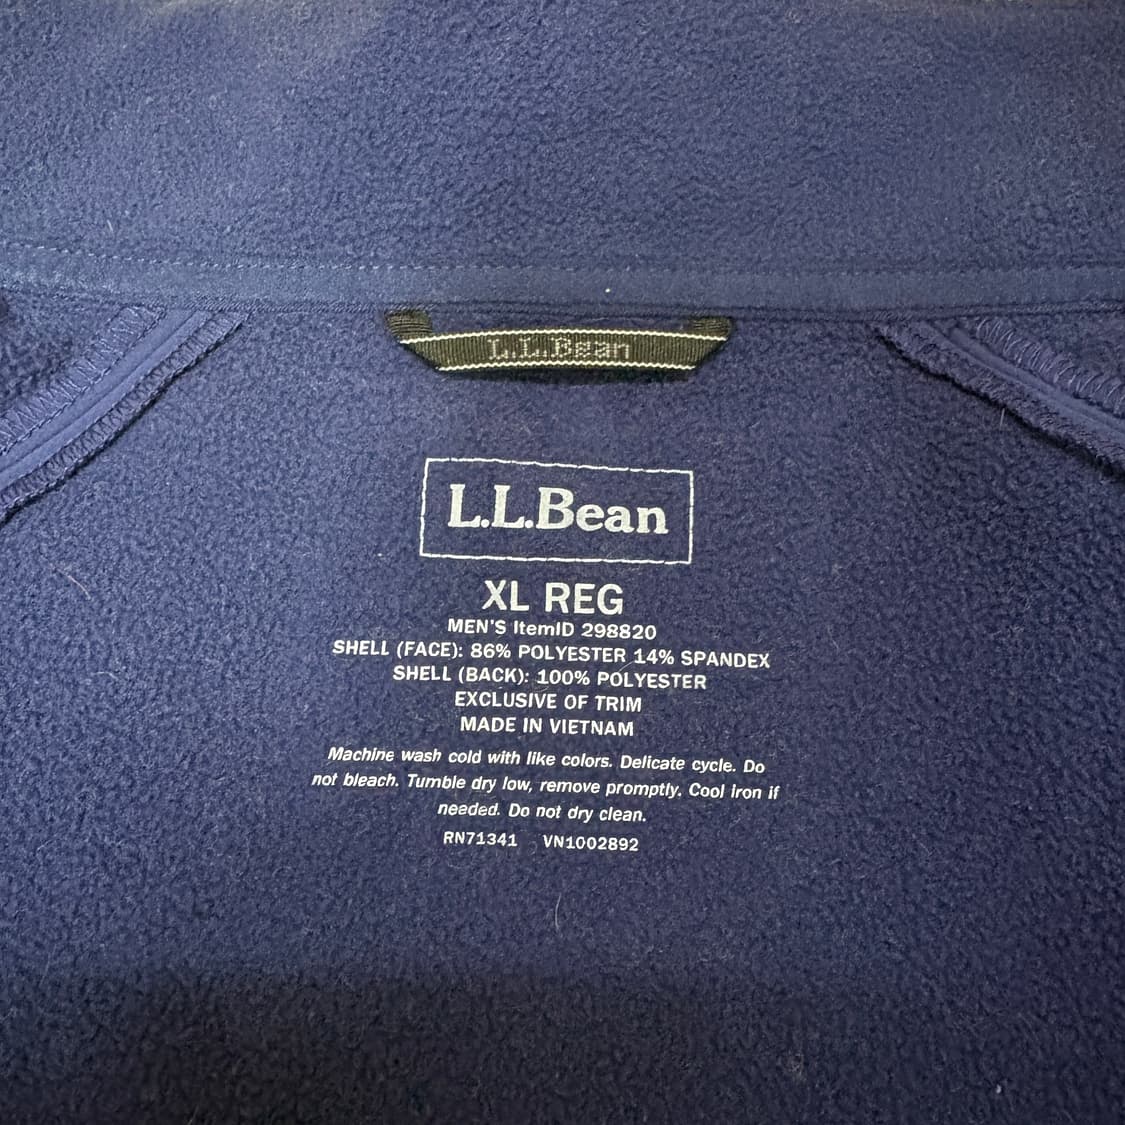 L.L.Bean
L.L.Bean
XL REG
MEN'S ItemID 298820
SHELL (FACE): 86% POLYESTER 14% SPANDEX
SHELL (BACK): 100% POLYESTER
EXCLUSIVE OF TRIM
MADE IN VIETNAM
Machine wash cold with like colors. Delicate cycle. Do
not bleach. Tumble dry low, remove promptly. Cool iron if
needed. Do not dry clean.
RN71341 VN1002892